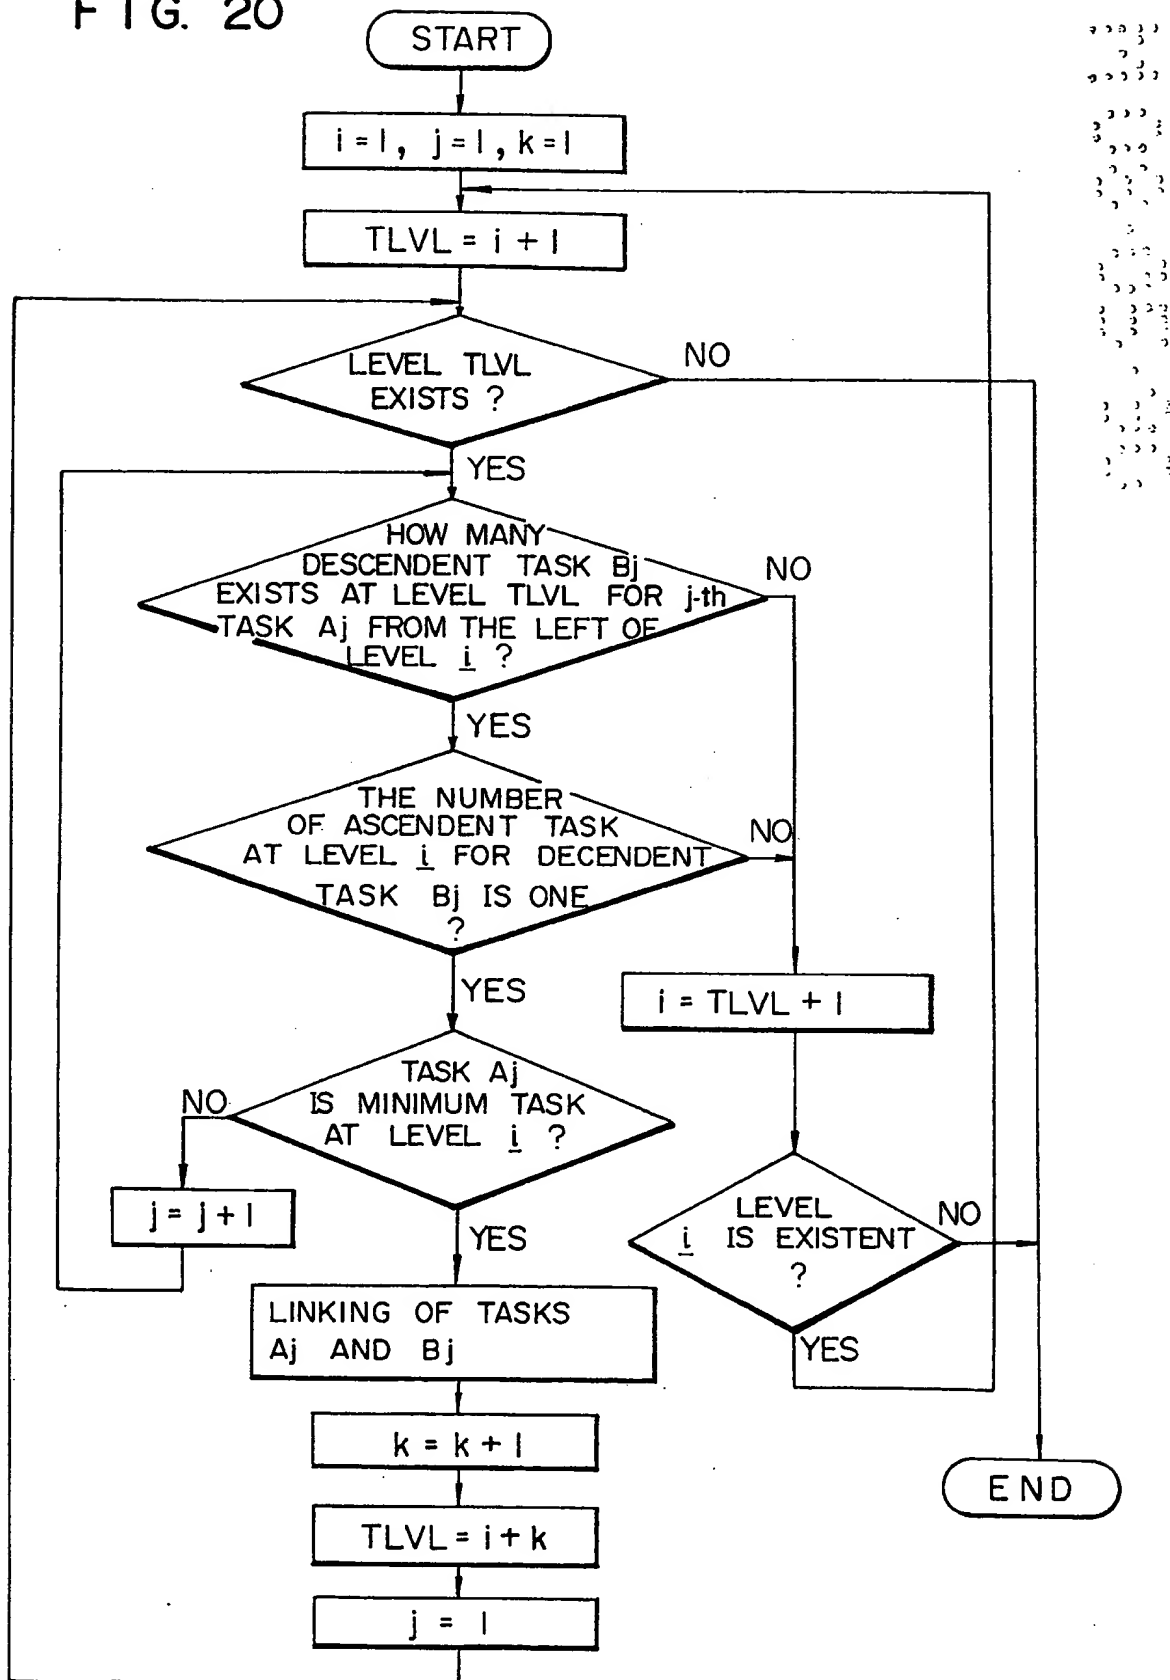 FIG. 20
START
i = 1, j = 1, k = 1
TLVL = i + 1
LEVEL TLVL
EXISTS ?
NO
YES
HOW MANY
DESCENDENT TASK Bj
EXISTS AT LEVEL TLVL FOR j-th
TASK Aj FROM THE LEFT OF
LEVEL i ?
NO
YES
THE NUMBER
OF ASCENDENT TASK
AT LEVEL i FOR DECENDENT
TASK Bj IS ONE
?
NO
YES
i = TLVL + 1
TASK Aj
IS MINIMUM TASK
AT LEVEL i ?
NO
j = j + 1
YES
LEVEL
i IS EXISTENT
?
NO
YES
LINKING OF TASKS
Aj AND Bj
k = k + 1
TLVL = i + k
j = 1
END